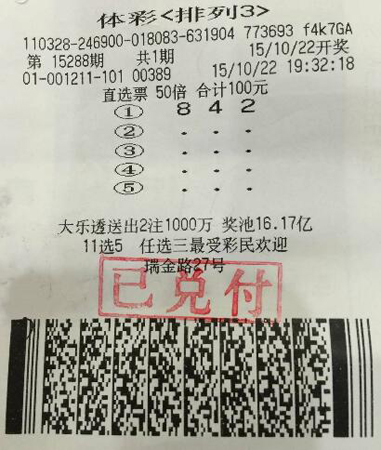 体彩<排列3>
110328-246900-018083-631904 773693 f4k7GA
第 15288期 共1期 15/10/22开奖
01-001211-101 00389 15/10/22 19:32:18
直选票 50倍 合计100元
① 8 4 2
② . . .
③ . . .
④ . . .
⑤ . . .
大乐透送出2注1000万 奖池16.17亿
11选5 任选三最受彩民欢迎
瑞金路27号
已兑付